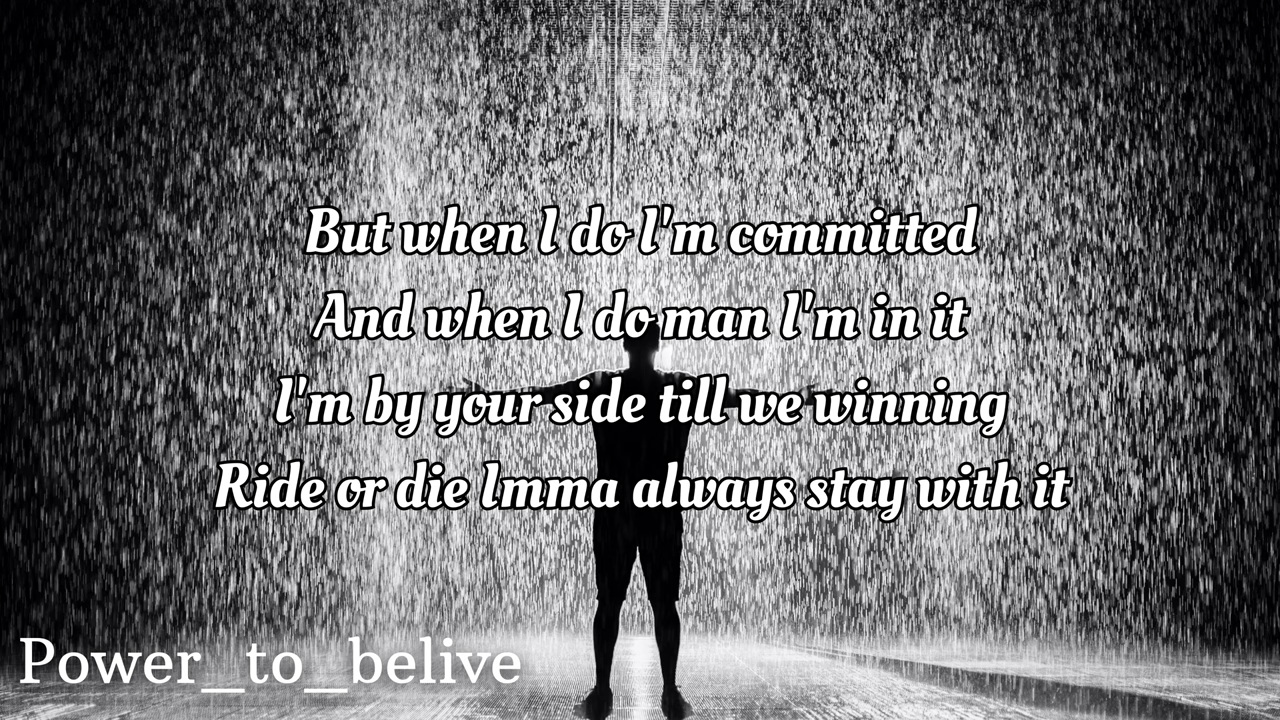 But when I do I'm committed
And when I do man I'm in it
I'm by your side till we winning
Ride or die Imma always stay with it
Power_to_belive